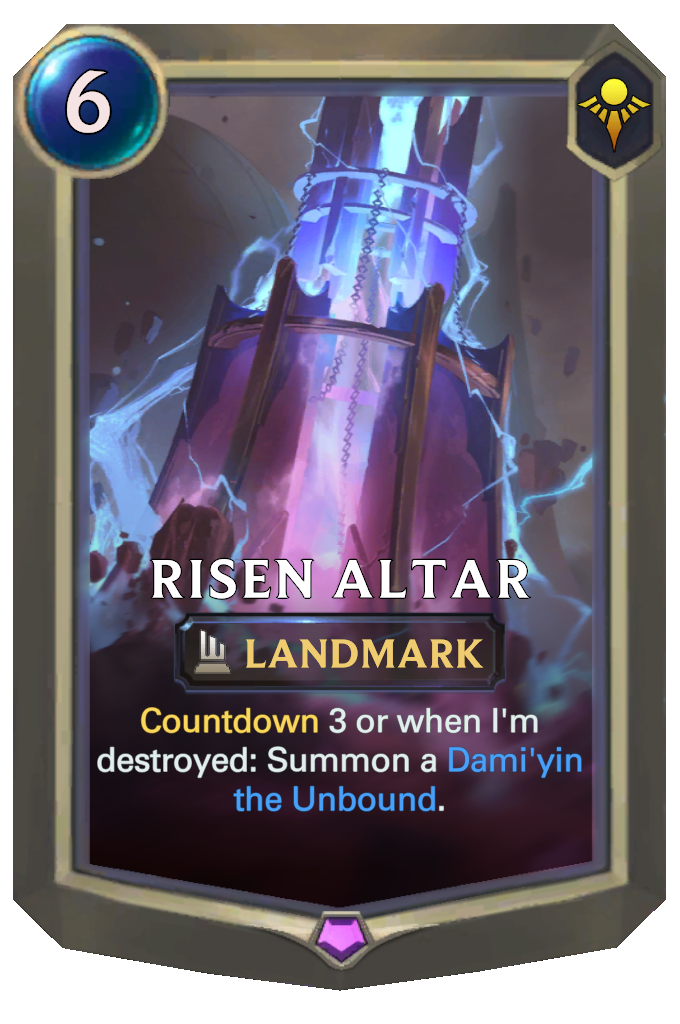 6
RISEN ALTAR
LANDMARK
Countdown 3 or when I'm
destroyed: Summon a Dami'yin
the Unbound.